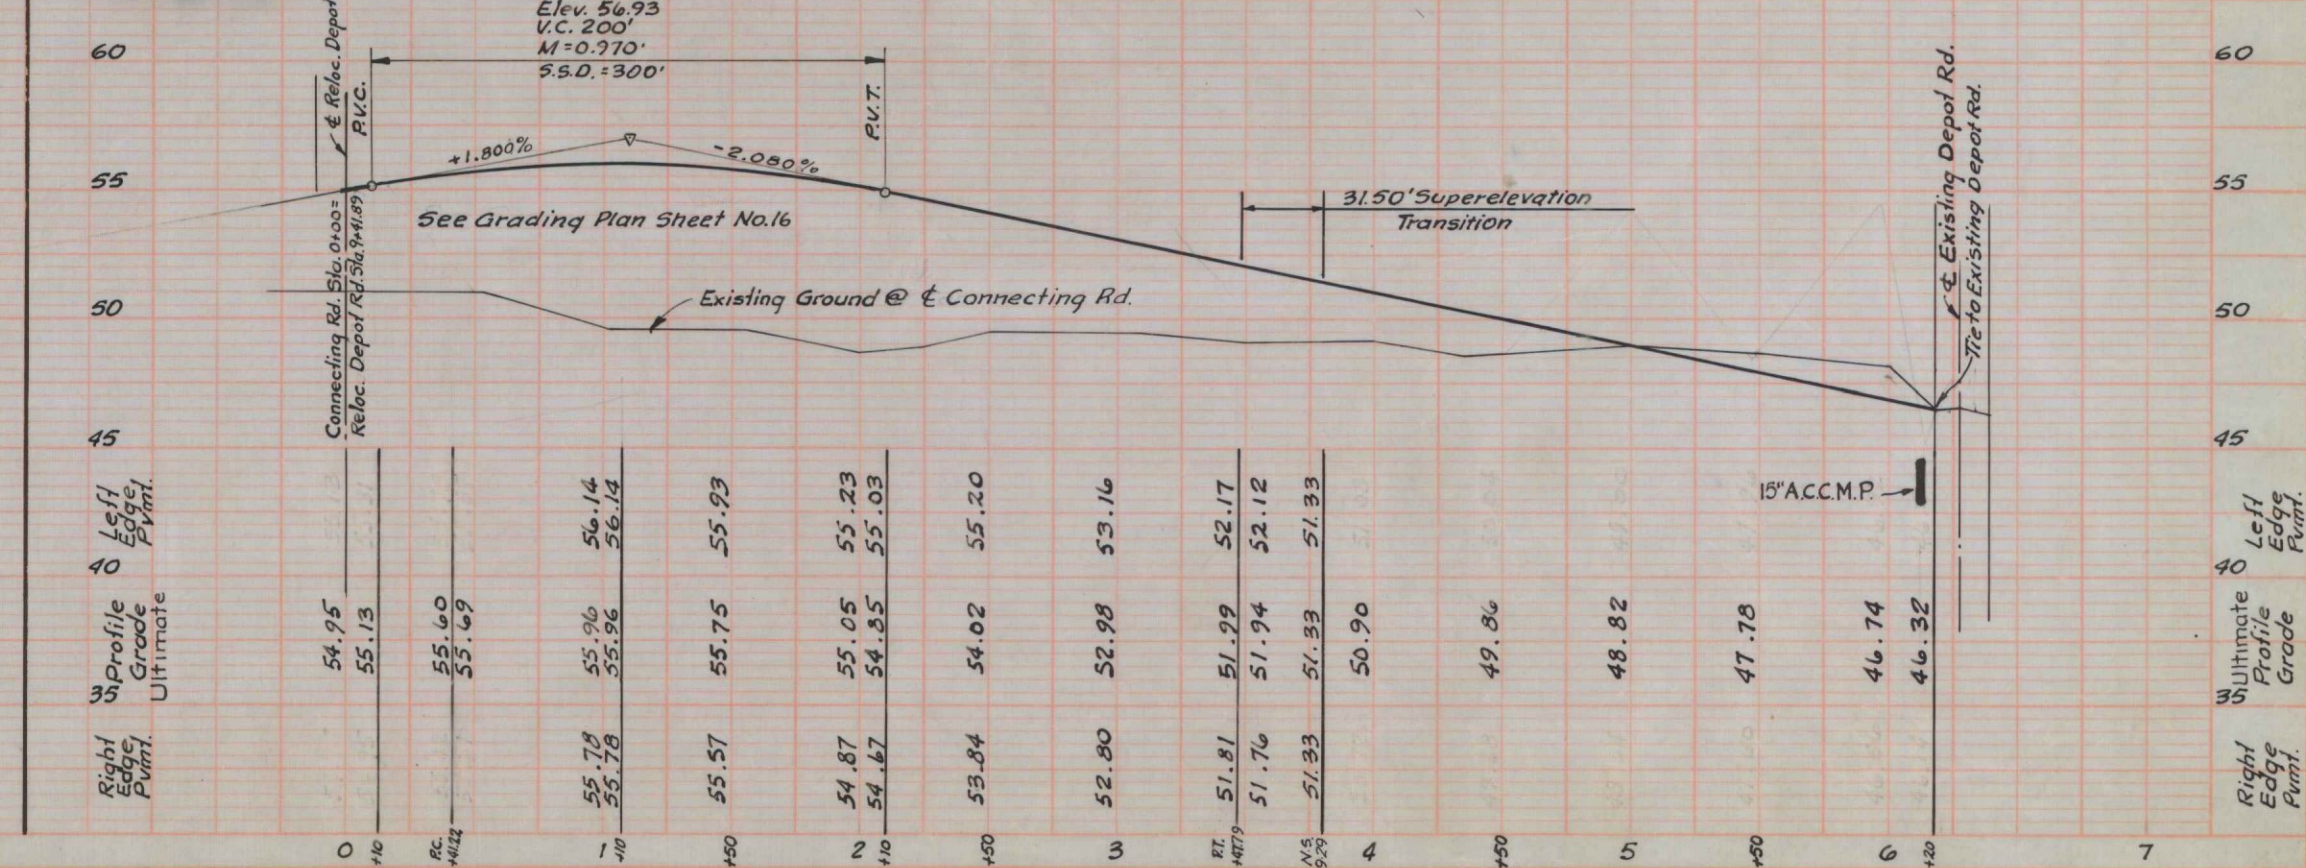 Elev. 56.93
V.C. 200'
M=0.970'
S.S.D.=300'
60
60
℄ Reloc. Depot
P.V.C.
P.V.T.
+1.800%
-2.080%
55
55
See Grading Plan Sheet No.16
31.50' Superelevation
Transition
℄ Existing Depot Rd.
Tie to Existing Depot Rd.
Connecting Rd. Sta. 0+00=
Reloc. Depot Rd. Sta. 9+41.89
50
50
Existing Ground @ ℄ Connecting Rd.
45
45
15" A.C.C.M.P.
Left
Edge
Pvmt.
56.14
56.14
55.93
55.23
55.03
55.20
53.16
52.17
52.12
51.33
Left
Edge
Pvmt.
40
40
Profile
Grade
Ultimate
54.95
55.13
55.60
55.69
55.96
55.96
55.75
55.05
54.85
54.02
52.98
51.99
51.94
51.33
50.90
49.86
48.82
47.78
46.74
46.32
Ultimate
Profile
Grade
35
35
Right
Edge
Pvmt.
55.78
55.78
55.57
54.87
54.67
53.84
52.80
51.81
51.76
51.33
Right
Edge
Pvmt.
0
+10
P.C.
+41.22
1
+10
+50
2
+10
+50
3
P.T.
+47.79
N.S.
9.29
4
+50
5
+50
6
+20
7